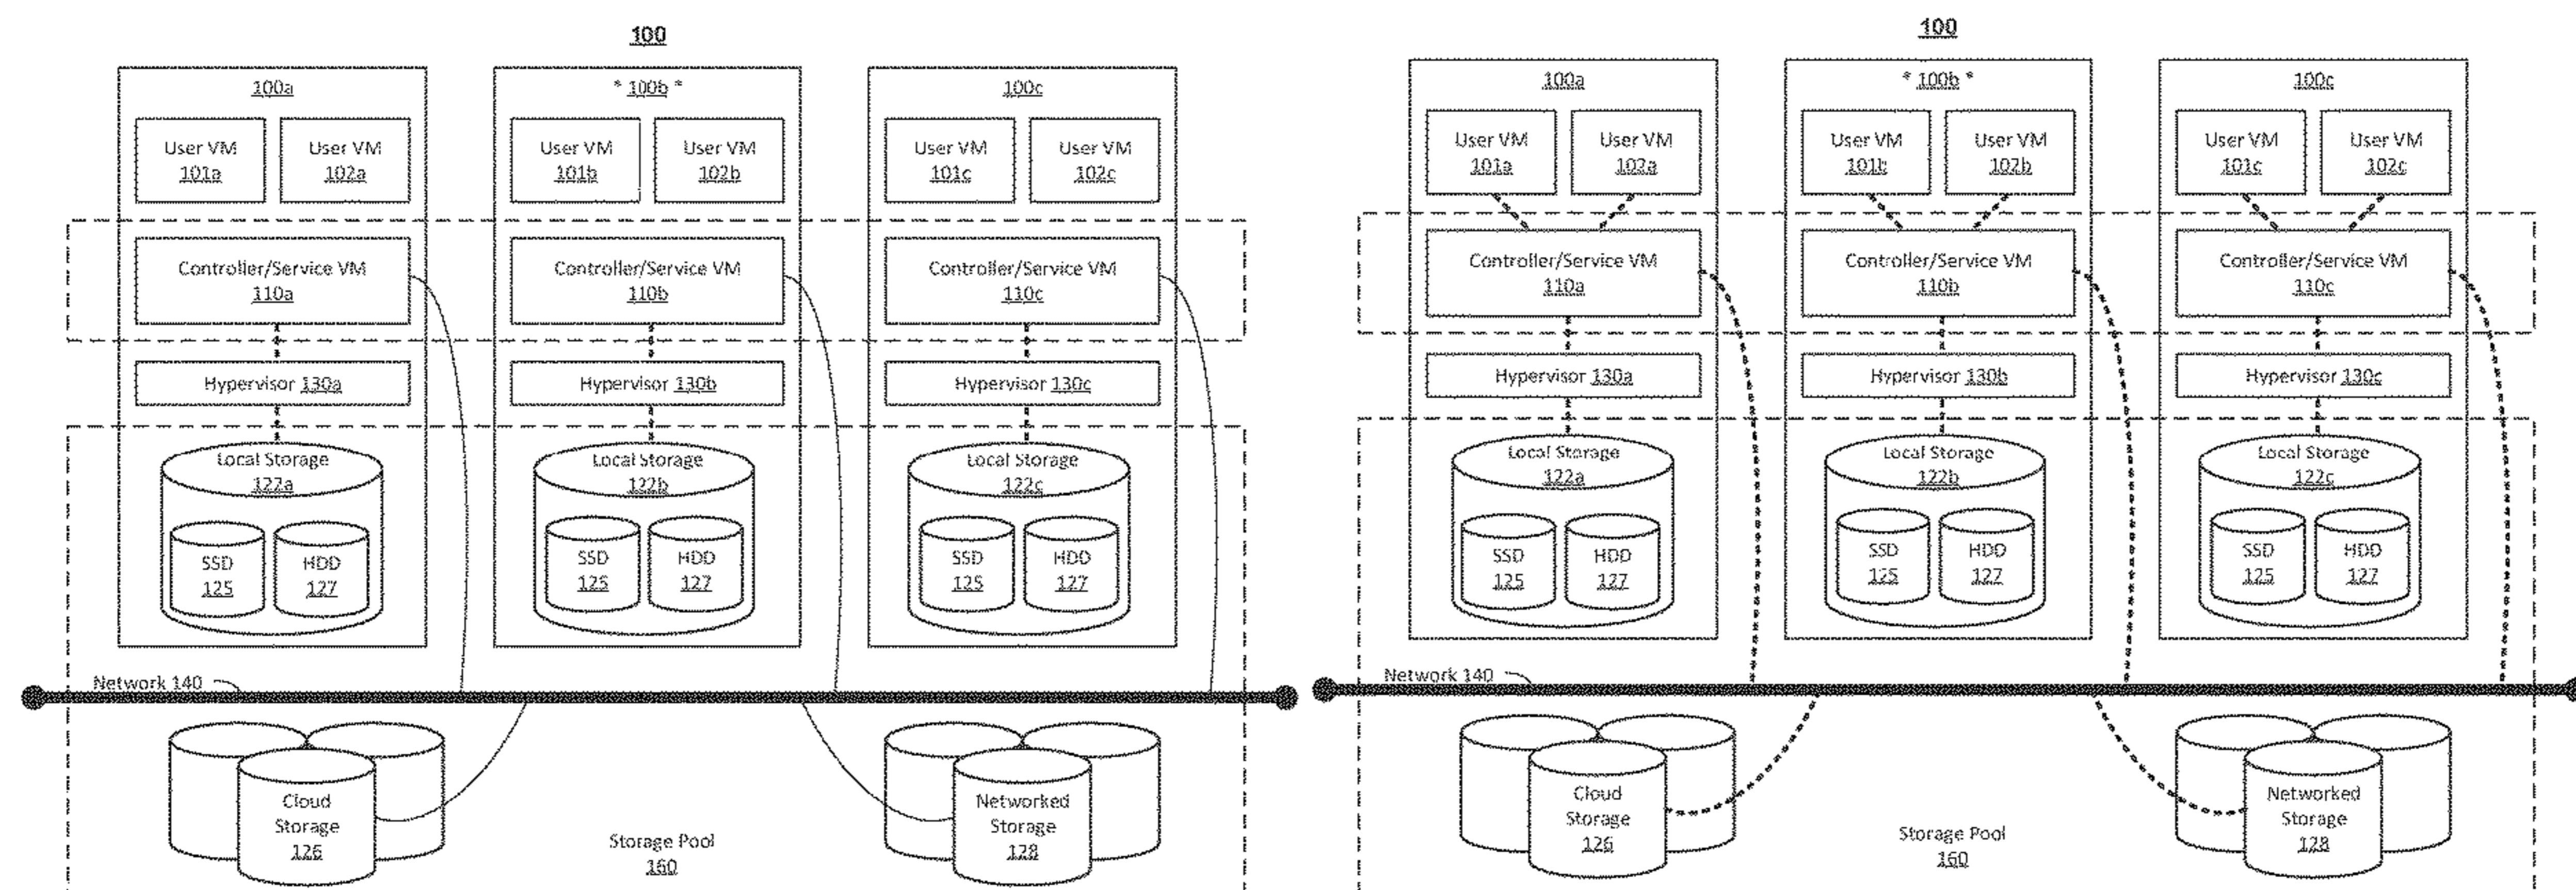 100
100a
* 100b *
100c
User VM
101a
User VM
102a
User VM
101b
User VM
102b
User VM
101c
User VM
102c
Controller/Service VM
110a
Controller/Service VM
110b
Controller/Service VM
110c
Hypervisor 130a
Hypervisor 130b
Hypervisor 130c
Local Storage
122a
Local Storage
122b
Local Storage
122c
SSD
125
HDD
127
SSD
125
HDD
127
SSD
125
HDD
127
Network 140
Cloud
Storage
126
Storage Pool
160
Networked
Storage
128
100
100a
* 100b *
100c
User VM
101a
User VM
102a
User VM
101b
User VM
102b
User VM
101c
User VM
102c
Controller/Service VM
110a
Controller/Service VM
110b
Controller/Service VM
110c
Hypervisor 130a
Hypervisor 130b
Hypervisor 130c
Local Storage
122a
Local Storage
122b
Local Storage
122c
SSD
125
HDD
127
SSD
125
HDD
127
SSD
125
HDD
127
Network 140
Cloud
Storage
126
Storage Pool
160
Networked
Storage
128